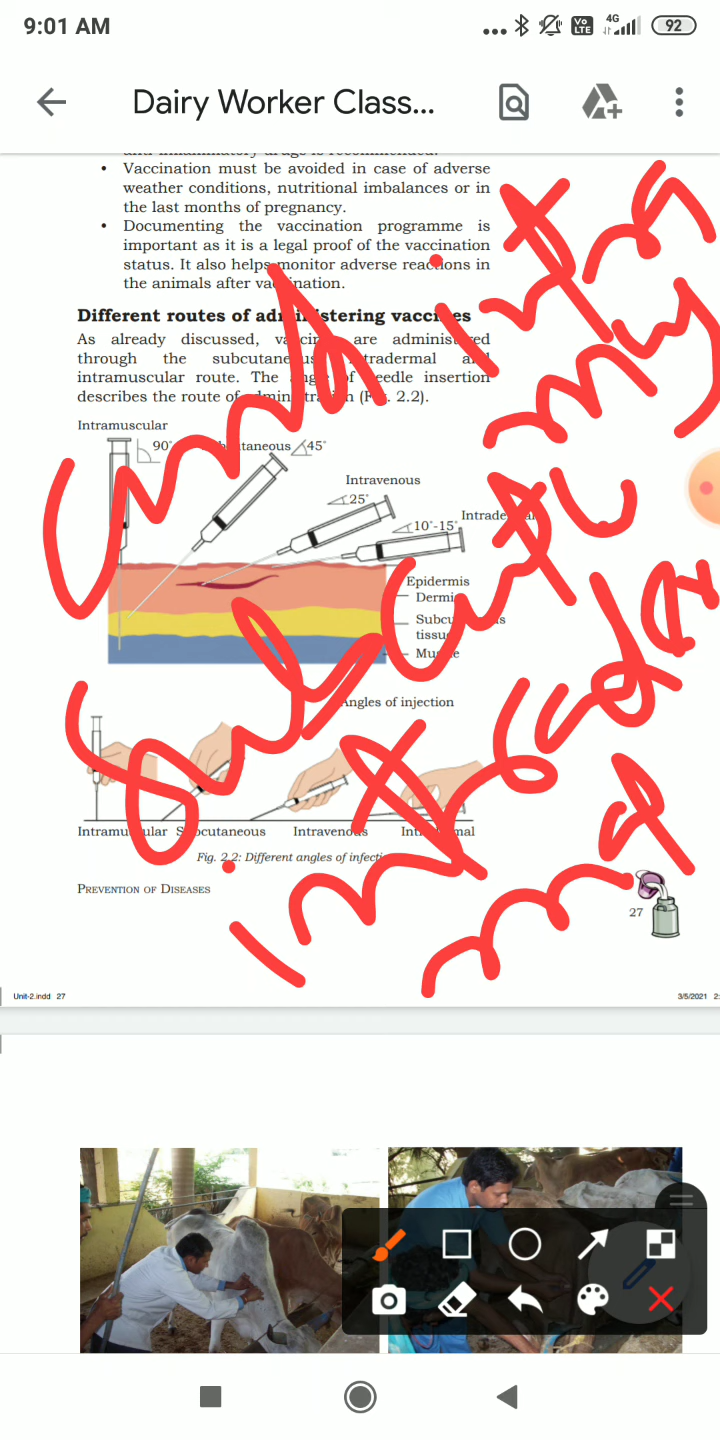 9:01 AM
4G
Vo LTE
92
Dairy Worker Class...
• Vaccination must be avoided in case of adverse
weather conditions, nutritional imbalances or in
the last months of pregnancy.
• Documenting the vaccination programme is
important as it is a legal proof of the vaccination
status. It also helps monitor adverse reactions in
the animals after vaccination.
Different routes of administering vaccines
As already discussed, vaccines are administered
through the subcutaneous, intradermal and
intramuscular route. The angle of needle insertion
describes the route of administration (Fig. 2.2).
Intramuscular
90° Subcutaneous 45°
Intravenous
25°
Intradermal
10°-15°
Epidermis
Dermis
Subcutaneous
tissue
Muscle
Angles of injection
Intramuscular Subcutaneous Intravenous Intradermal
Fig. 2.2: Different angles of
PREVENTION OF DISEASES
27
Unit-2.indd 27
3/5/2021 2: